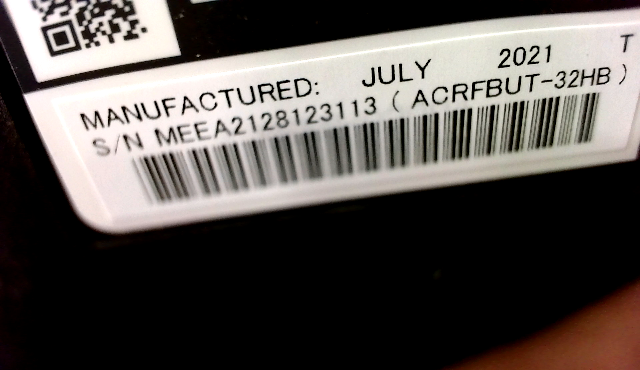 MANUFACTURED: JULY 2021 T
S/N MEEA2128123113 ( ACRFBUT-32HB )